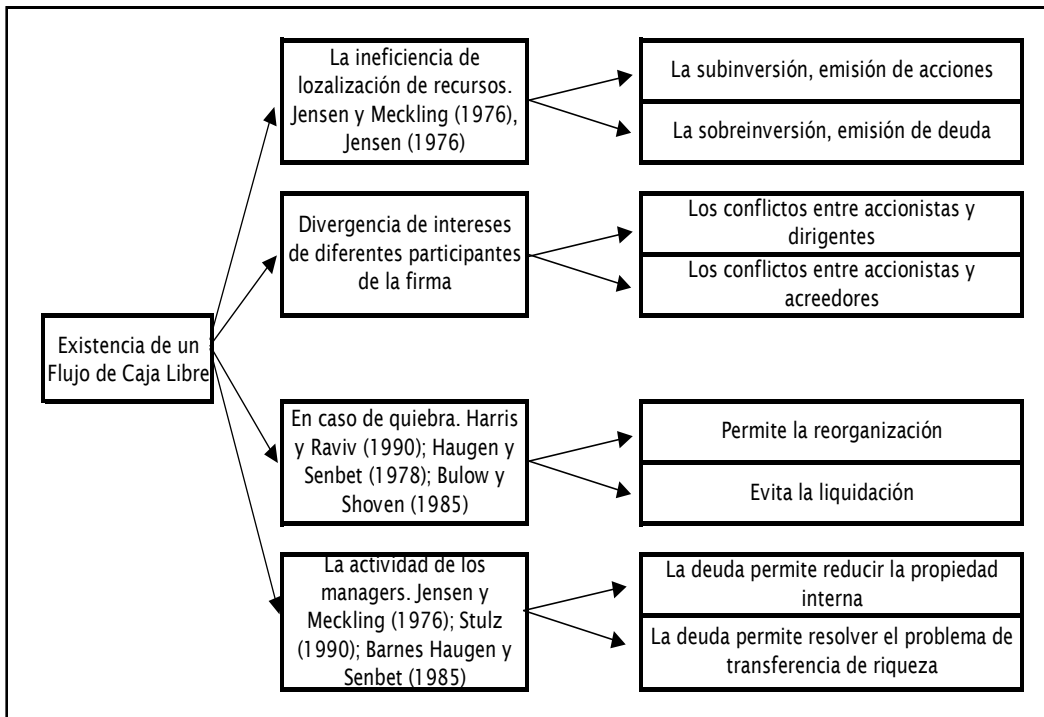 La ineficiencia de
lozalización de recursos.
Jensen y Meckling (1976),
Jensen (1976)
La subinversión, emisión de acciones
La sobreinversión, emisión de deuda
Divergencia de intereses
de diferentes participantes
de la firma
Los conflictos entre accionistas y
dirigentes
Los conflictos entre accionistas y
acreedores
Existencia de un
Flujo de Caja Libre
En caso de quiebra. Harris
y Raviv (1990); Haugen y
Senbet (1978); Bulow y
Shoven (1985)
Permite la reorganización
Evita la liquidación
La actividad de los
managers. Jensen y
Meckling (1976); Stulz
(1990); Barnes Haugen y
Senbet (1985)
La deuda permite reducir la propiedad
interna
La deuda permite resolver el problema de
transferencia de riqueza